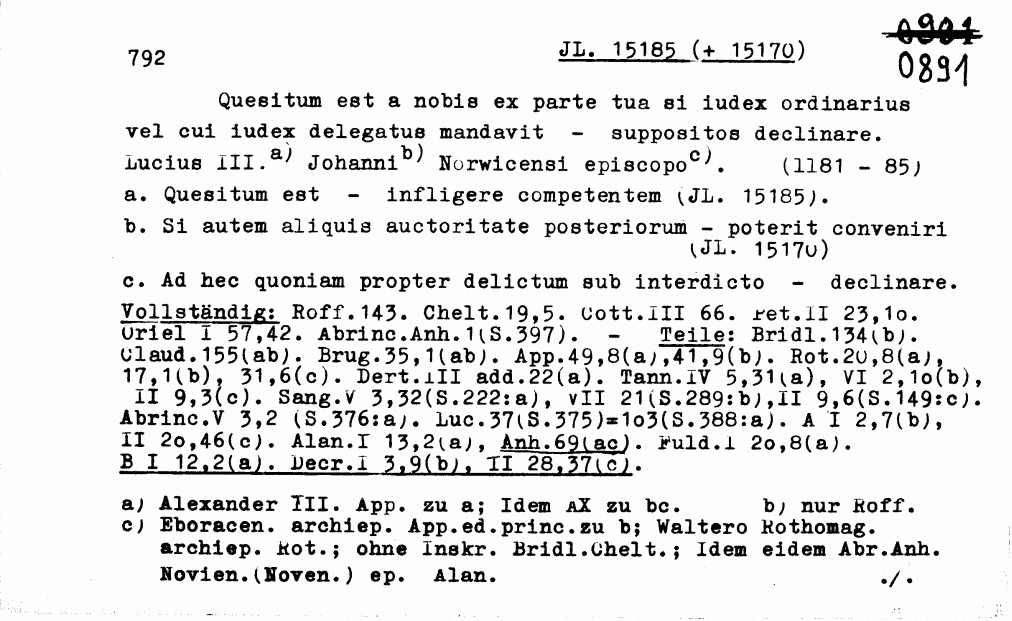 792
JL. 15185 (+ 15170)
0901
0891
Quesitum est a nobis ex parte tua si iudex ordinarius
vel cui iudex delegatus mandavit - suppositos declinare.
Lucius III.a) Johannib) Norwicensi episcopoc). (1181 - 85)
a. Quesitum est - infligere competentem (JL. 15185).
b. Si autem aliquis auctoritate posteriorum - poterit conveniri
(JL. 15170)
c. Ad hec quoniam propter delictum sub interdicto - declinare.
Vollständig: Roff.143. Chelt.19,5. Cott.III 66. Pet.II 23,10.
Oriel I 57,42. Abrinc.Anh.1(S.397). - Teile: Bridl.134(b).
Claud.155(ab). Brug.35,1(ab). App.49,8(a),41,9(b). Rot.20,8(a),
17,1(b), 31,6(c). Dert.III add.22(a). Tann.IV 5,31(a), VI 2,10(b),
II 9,3(c). Sang.V 3,32(S.222:a), VII 21(S.289:b),II 9,6(S.149:c).
Abrinc.V 3,2 (S.376:a). Luc.37(S.375)=103(S.388:a). A I 2,7(b),
II 20,46(c). Alan.I 13,2(a), Anh.69(ac). Fuld.I 20,8(a).
B I 12,2(a). Decr.I 3,9(b), II 28,37(c).
a) Alexander III. App. zu a; Idem AX zu bc. b) nur Roff.
c) Eboracen. archiep. App.ed.princ.zu b; Waltero Rothomag.
archiep. Rot.; ohne Inskr. Bridl.Chelt.; Idem eidem Abr.Anh.
Novien.(Noven.) ep. Alan.
./.